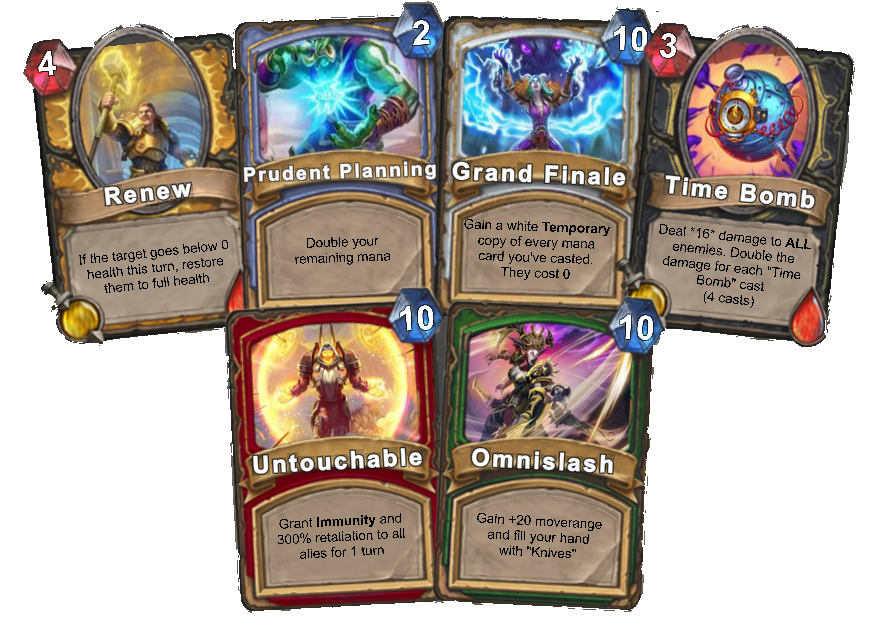 4
Renew
If the target goes below 0
health this turn, restore
them to full health
2
Prudent Planning
Double your
remaining mana
10
Grand Finale
Gain a white Temporary
copy of every mana
card you've casted.
They cost 0
3
Time Bomb
Deal *16* damage to ALL
enemies. Double the
damage for each "Time
Bomb" cast
(4 casts)
10
Untouchable
Grant Immunity and
300% retaliation to all
alies for 1 turn
10
Omnislash
Gain +20 moverange
and fill your hand
with "Knives"